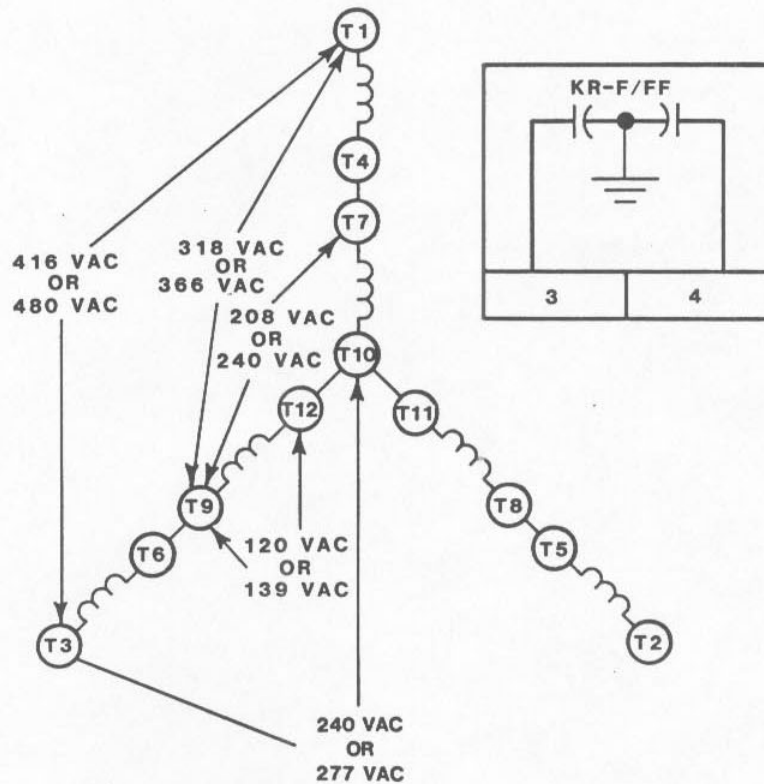 T1
KR-F/FF
T4
T7
416 VAC
OR
480 VAC
318 VAC
OR
366 VAC
208 VAC
OR
240 VAC
3
4
T10
T12
T11
T9
T8
T6
120 VAC
OR
139 VAC
T5
T3
T2
240 VAC
OR
277 VAC